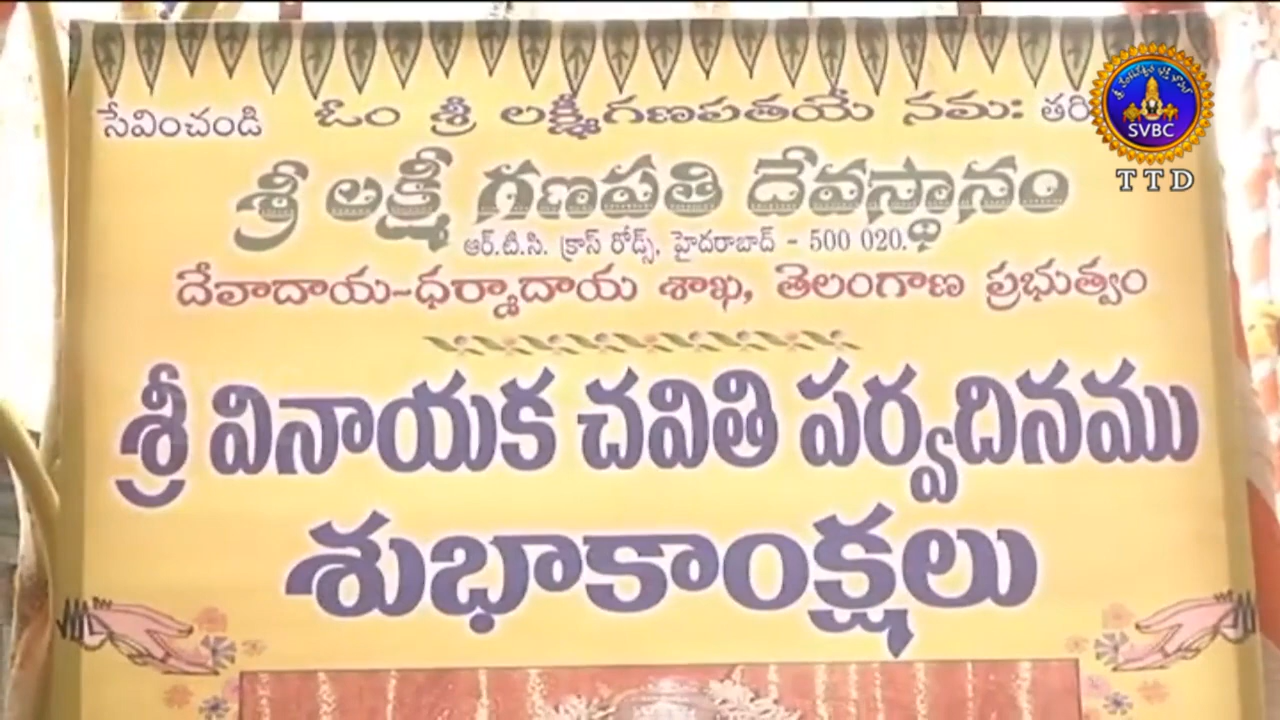 సేవించండి ఓం శ్రీ లక్ష్మీగణపతయే నమః
శ్రీ లక్ష్మీ గణపతి దేవస్థానం
ఆర్.టి.సి. క్రాస్ రోడ్స్, హైదరాబాద్ - 500 020.
దేవాదాయ-ధర్మాదాయ శాఖ, తెలంగాణ ప్రభుత్వం
శ్రీ వినాయక చవితి పర్వదినము
శుభాకాంక్షలు
SVBC
TTD